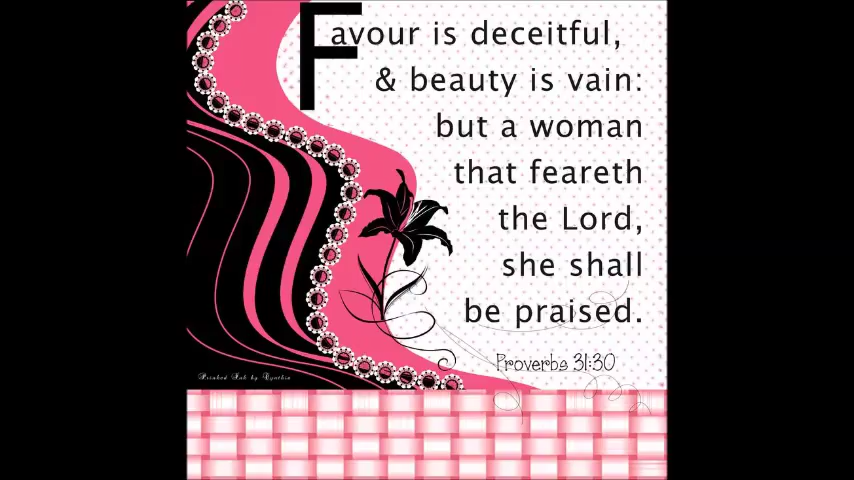 Favour is deceitful,
& beauty is vain:
but a woman
that feareth
the Lord,
she shall
be praised.
Proverbs 31:30